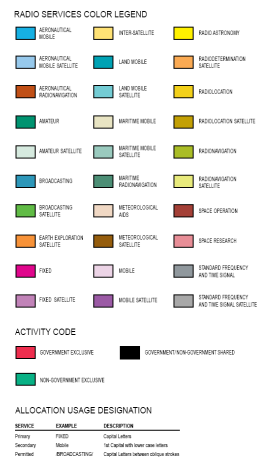 RADIO SERVICES COLOR LEGEND
AERONAUTICAL
MOBILE
INTER-SATELLITE
RADIO ASTRONOMY
AERONAUTICAL
MOBILE SATELLITE
LAND MOBILE
RADIODETERMINATION
SATELLITE
AERONAUTICAL
RADIONAVIGATION
LAND MOBILE
SATELLITE
RADIOLOCATION
AMATEUR
MARITIME MOBILE
RADIOLOCATION SATELLITE
AMATEUR SATELLITE
MARITIME MOBILE
SATELLITE
RADIONAVIGATION
BROADCASTING
MARITIME
RADIONAVIGATION
RADIONAVIGATION
SATELLITE
BROADCASTING
SATELLITE
METEOROLOGICAL
AIDS
SPACE OPERATION
EARTH EXPLORATION
SATELLITE
METEOROLOGICAL
SATELLITE
SPACE RESEARCH
FIXED
MOBILE
STANDARD FREQUENCY
AND TIME SIGNAL
FIXED SATELLITE
MOBILE SATELLITE
STANDARD FREQUENCY
AND TIME SIGNAL SATELLITE
ACTIVITY CODE
GOVERNMENT EXCLUSIVE
GOVERNMENT/NON-GOVERNMENT SHARED
NON-GOVERNMENT EXCLUSIVE
ALLOCATION USAGE DESIGNATION
SERVICE EXAMPLE DESCRIPTION
Primary FIXED Capital Letters
Secondary Mobile 1st Capital with lower case letters
Permitted /BROADCASTING/ Capital Letters between oblique strokes